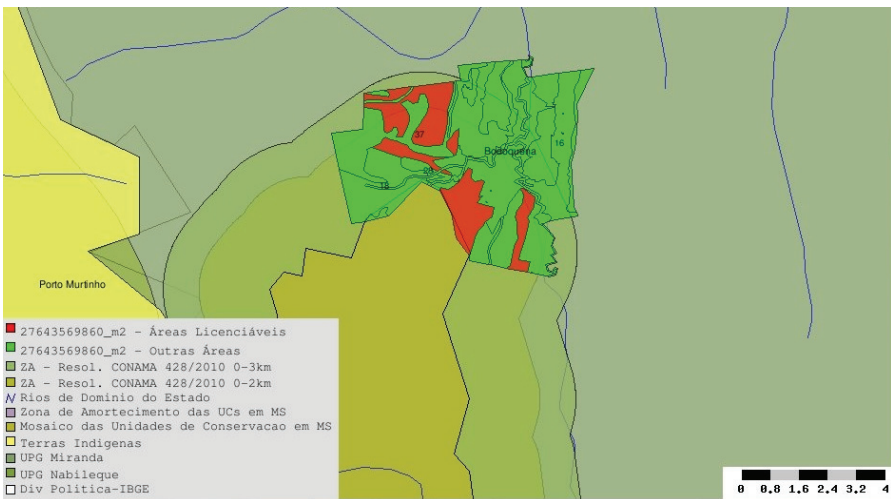 37
Bodoquena
16
29
18
Porto Murtinho
27643569860_m2 - Áreas Licenciáveis
27643569860_m2 - Outras Áreas
ZA - Resol. CONAMA 428/2010 0-3km
ZA - Resol. CONAMA 428/2010 0-2km
Rios de Dominio do Estado
Zona de Amortecimento das UCs em MS
Mosaico das Unidades de Conservacao em MS
Terras Indigenas
UPG Miranda
UPG Nabileque
Div Politica-IBGE
0 0.8 1.6 2.4 3.2 4